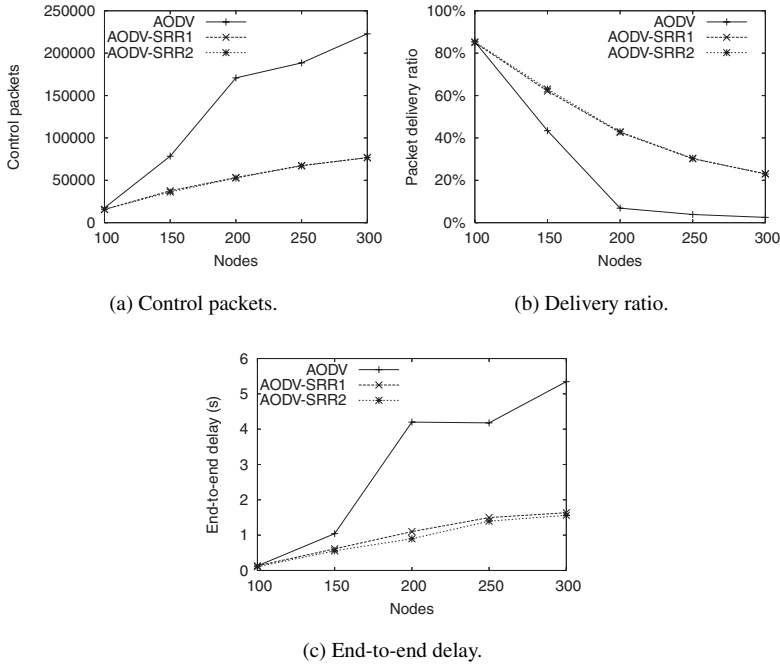 AODV
AODV-SRR1
AODV-SRR2
250000
200000
150000
100000
50000
0
Control packets
100 150 200 250 300
Nodes
(a) Control packets.
AODV
AODV-SRR1
AODV-SRR2
100%
80%
60%
40%
20%
0%
Packet delivery ratio
100 150 200 250 300
Nodes
(b) Delivery ratio.
AODV
AODV-SRR1
AODV-SRR2
6
5
4
3
2
1
0
End-to-end delay (s)
100 150 200 250 300
Nodes
(c) End-to-end delay.